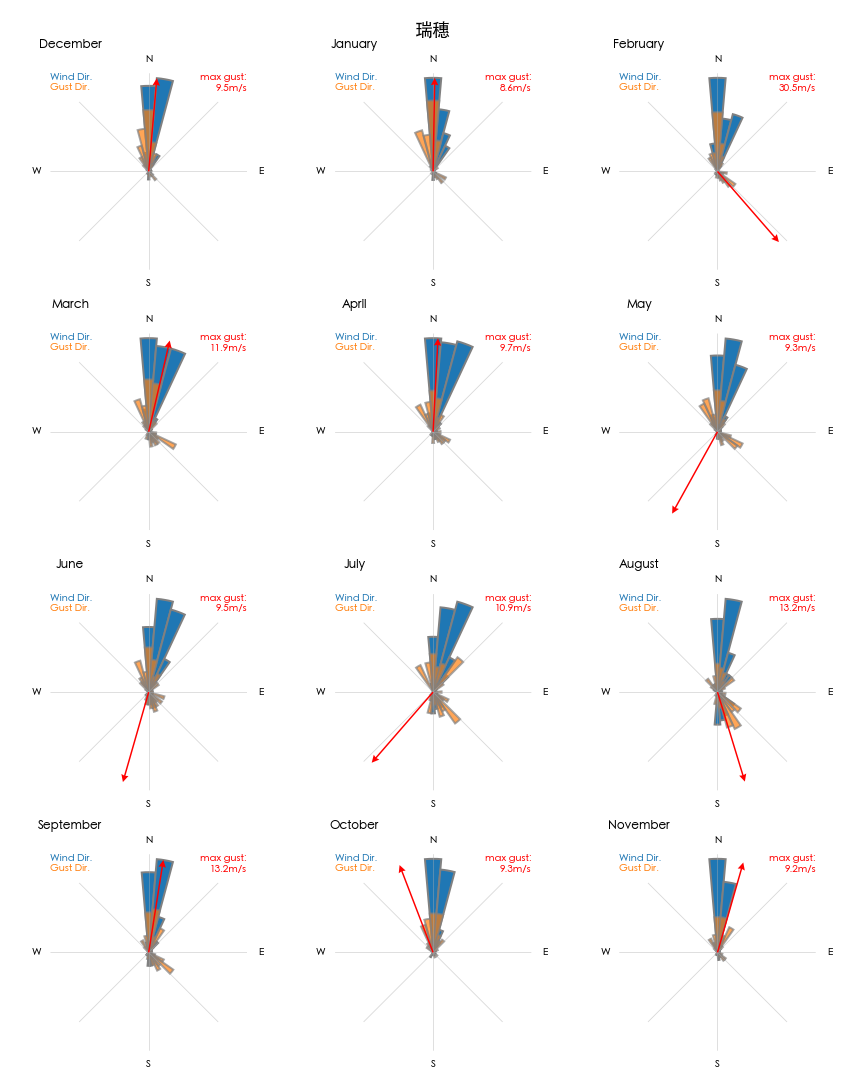 瑞穗
December
N
Wind Dir.
Gust Dir.
max gust:
9.5m/s
W
E
S
January
N
Wind Dir.
Gust Dir.
max gust:
8.6m/s
W
E
S
February
N
Wind Dir.
Gust Dir.
max gust:
30.5m/s
W
E
S
March
N
Wind Dir.
Gust Dir.
max gust:
11.9m/s
W
E
S
April
N
Wind Dir.
Gust Dir.
max gust:
9.7m/s
W
E
S
May
N
Wind Dir.
Gust Dir.
max gust:
9.3m/s
W
E
S
June
N
Wind Dir.
Gust Dir.
max gust:
9.5m/s
W
E
S
July
N
Wind Dir.
Gust Dir.
max gust:
10.9m/s
W
E
S
August
N
Wind Dir.
Gust Dir.
max gust:
13.2m/s
W
E
S
September
N
Wind Dir.
Gust Dir.
max gust:
13.2m/s
W
E
S
October
N
Wind Dir.
Gust Dir.
max gust:
9.3m/s
W
E
S
November
N
Wind Dir.
Gust Dir.
max gust:
9.2m/s
W
E
S